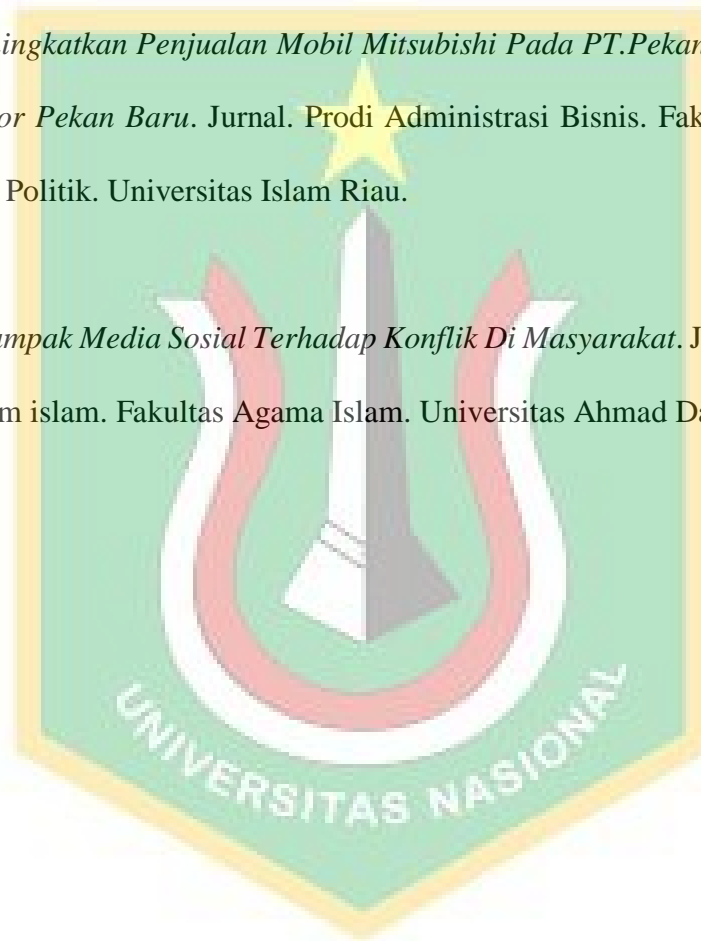 ingkatkan Penjualan Mobil Mitsubishi Pada PT.Pekan
or Pekan Baru. Jurnal. Prodi Administrasi Bisnis. Fak
Politik. Universitas Islam Riau.
ampak Media Sosial Terhadap Konflik Di Masyarakat. J
m islam. Fakultas Agama Islam. Universitas Ahmad Da
UNIVERSITAS NASIONAL